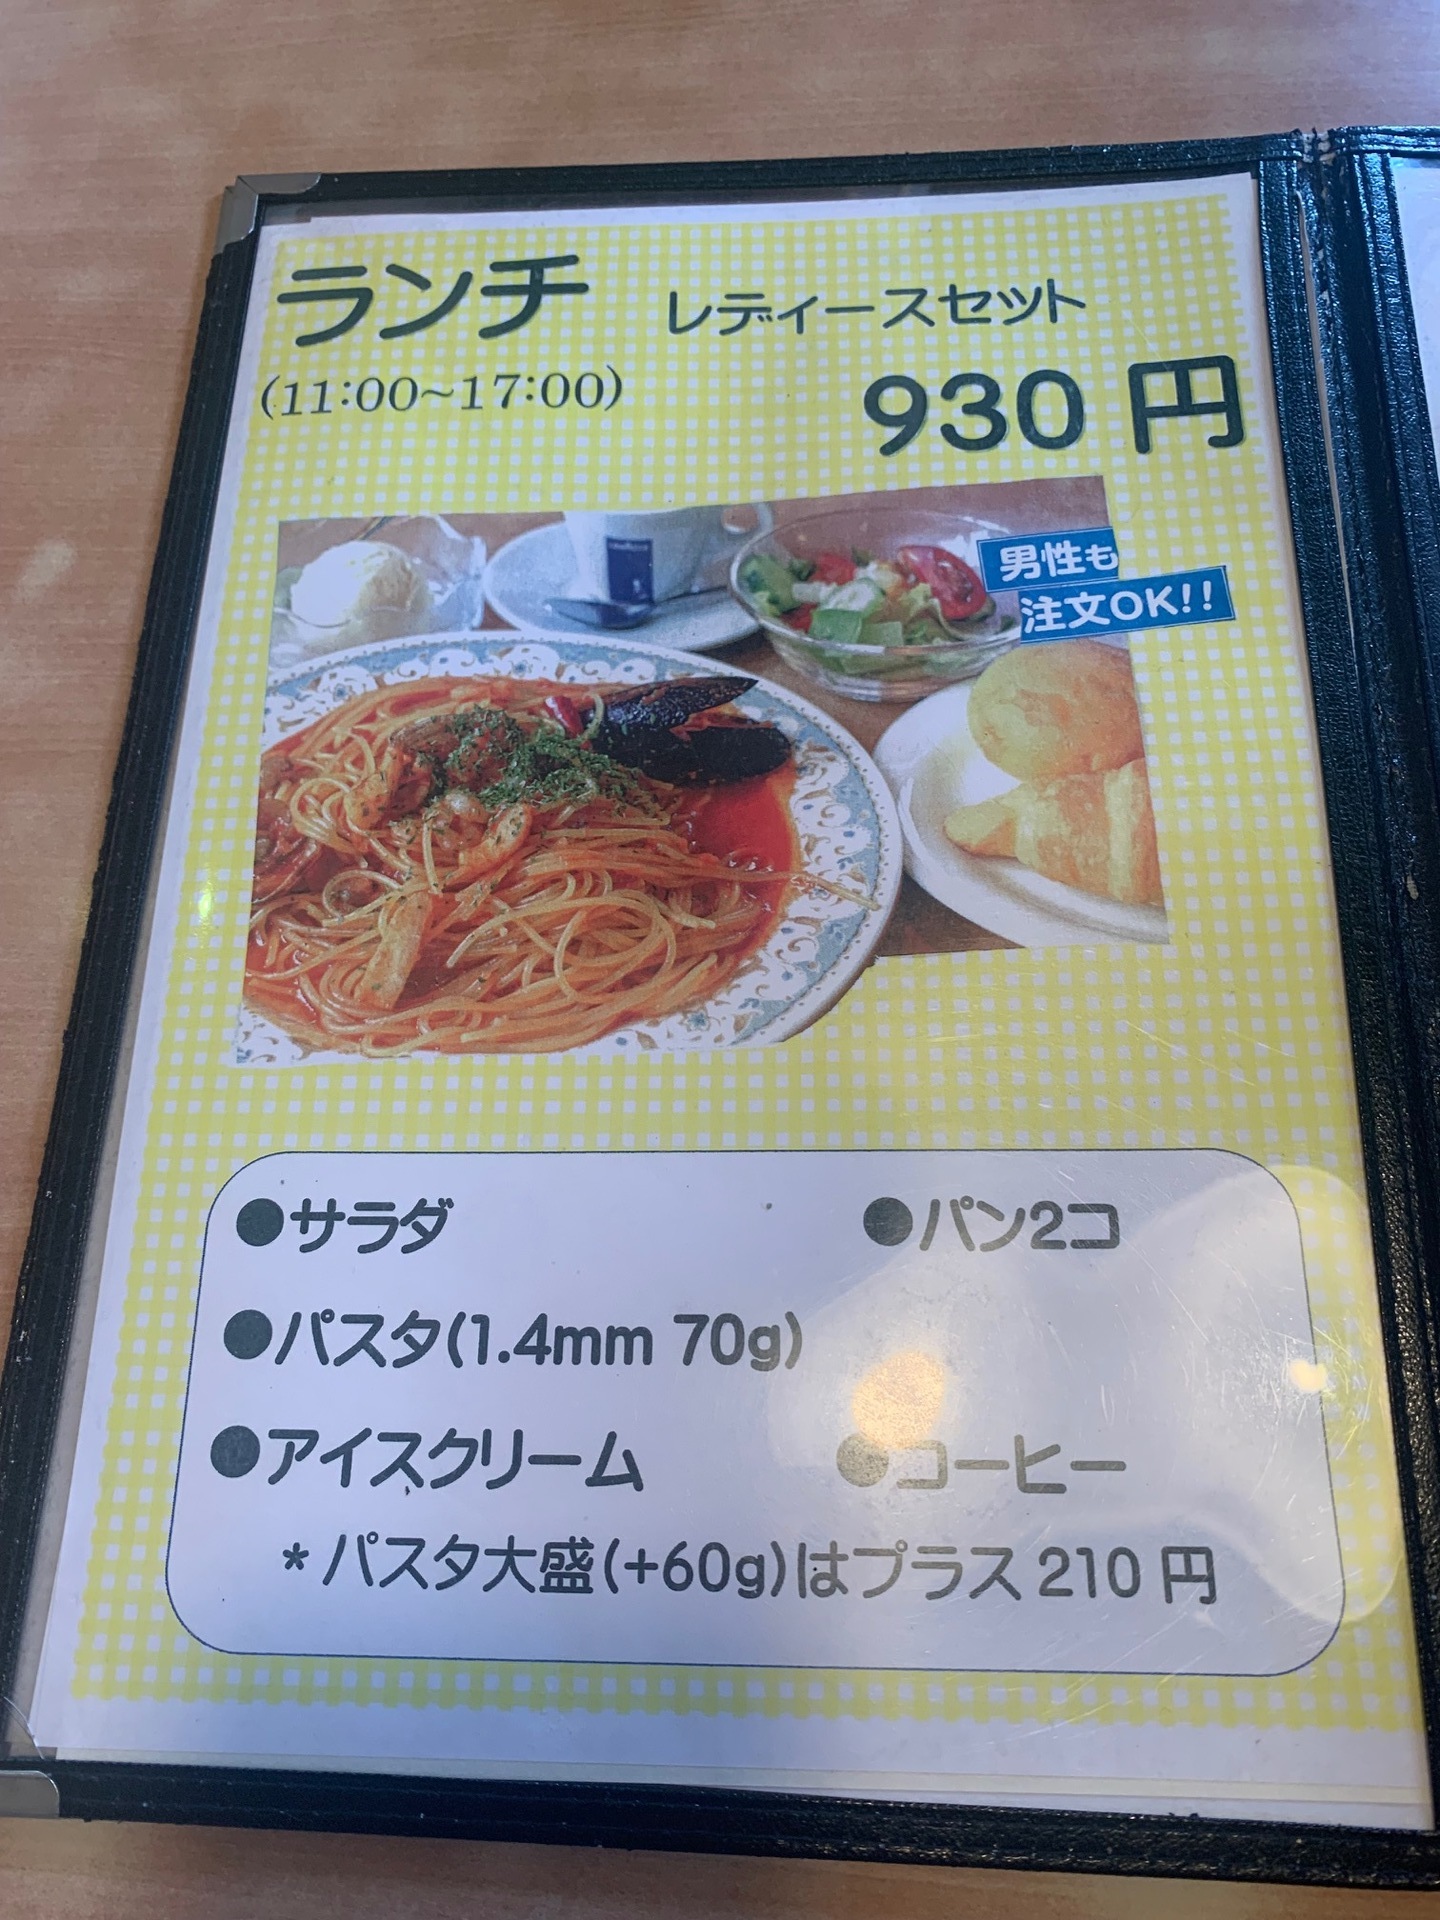 ランチ レディースセット
(11:00~17:00) 930 円
男性も
注文OK!!
●サラダ ●パン2コ
●パスタ(1.4mm 70g)
●アイスクリーム ●コーヒー
*パスタ大盛(+60g)はプラス210 円